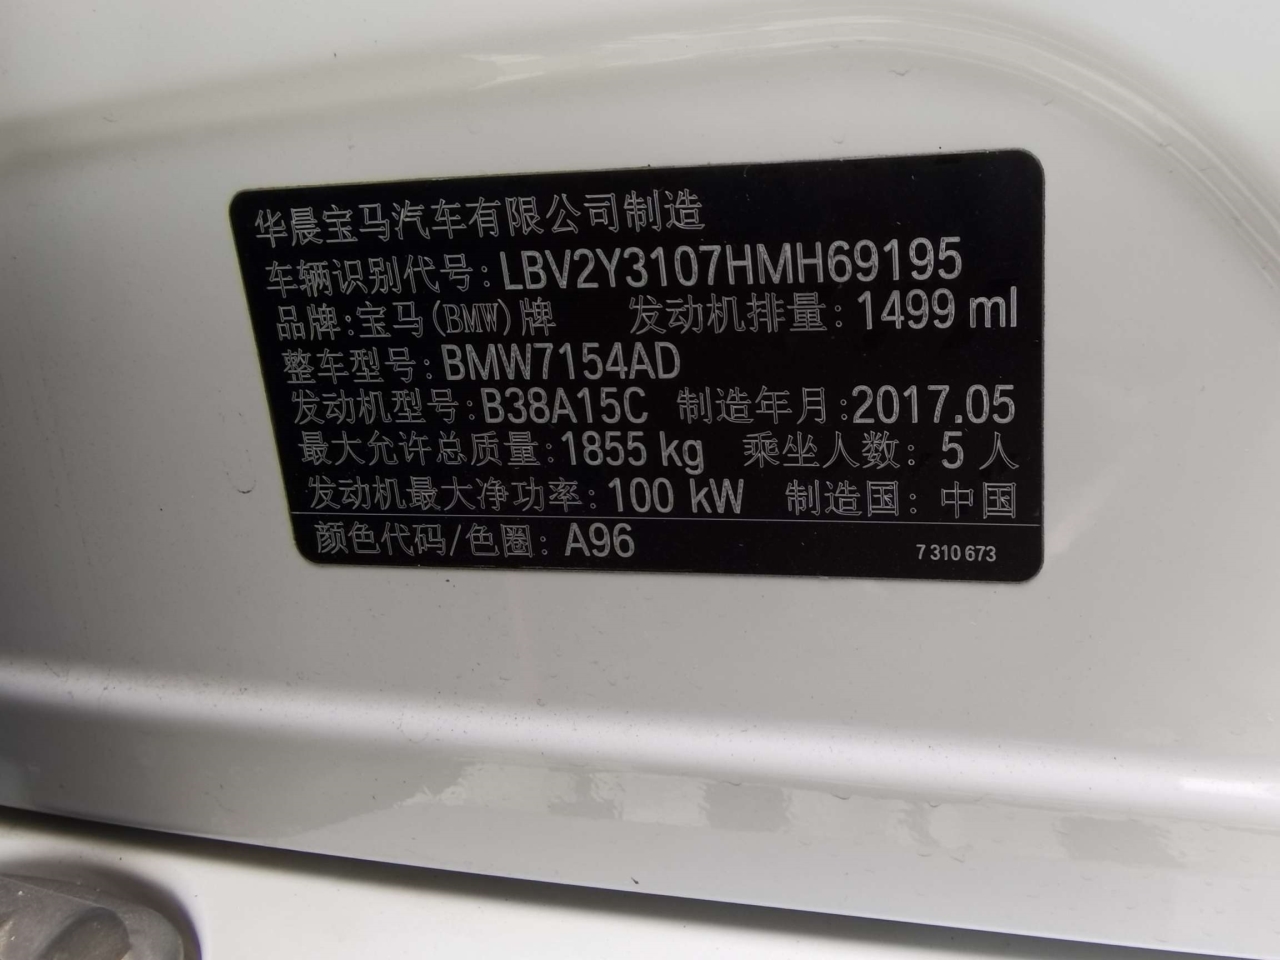 华晨宝马汽车有限公司制造
车辆识别代号:LBV2Y3107HMH69195
品牌:宝马(BMW)牌 发动机排量:1499 ml
整车型号:BMW7154AD
发动机型号:B38A15C 制造年月:2017.05
最大允许总质量:1855 kg 乘坐人数:5 人
发动机最大净功率:100 kW 制造国:中国
颜色代码/色圈:A96 7 310 673